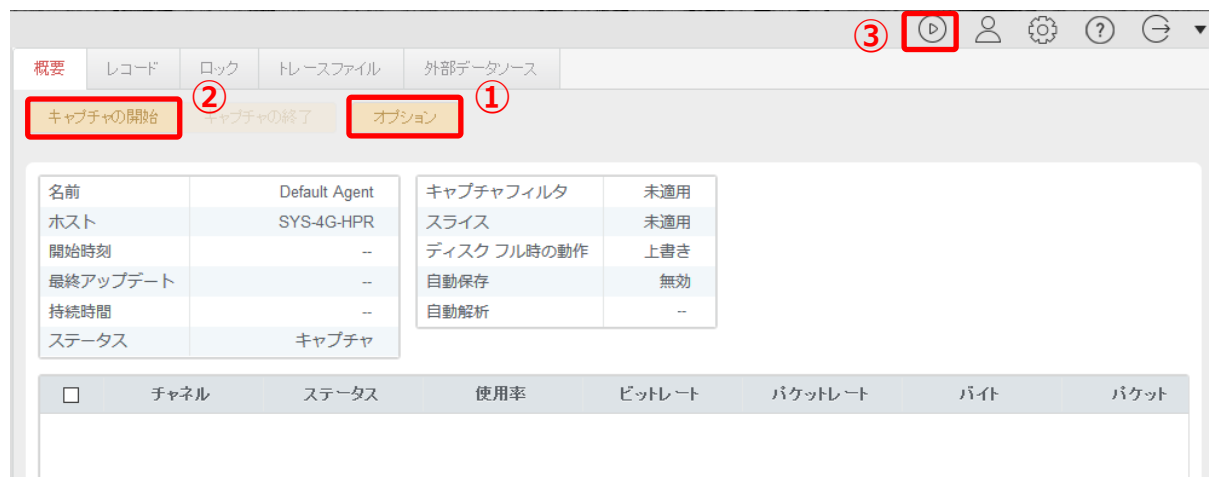 ③
概要 レコード ロック トレースファイル 外部データソース
② ①
キャプチャの開始 キャプチャの終了 オプション
名前 Default Agent
ホスト SYS-4G-HPR
開始時刻 --
最終アップデート --
持続時間 --
ステータス キャプチャ
キャプチャフィルタ 未適用
スライス 未適用
ディスク フル時の動作 上書き
自動保存 無効
自動解析 --
チャネル ステータス 使用率 ビットレート パケットレート バイト パケット